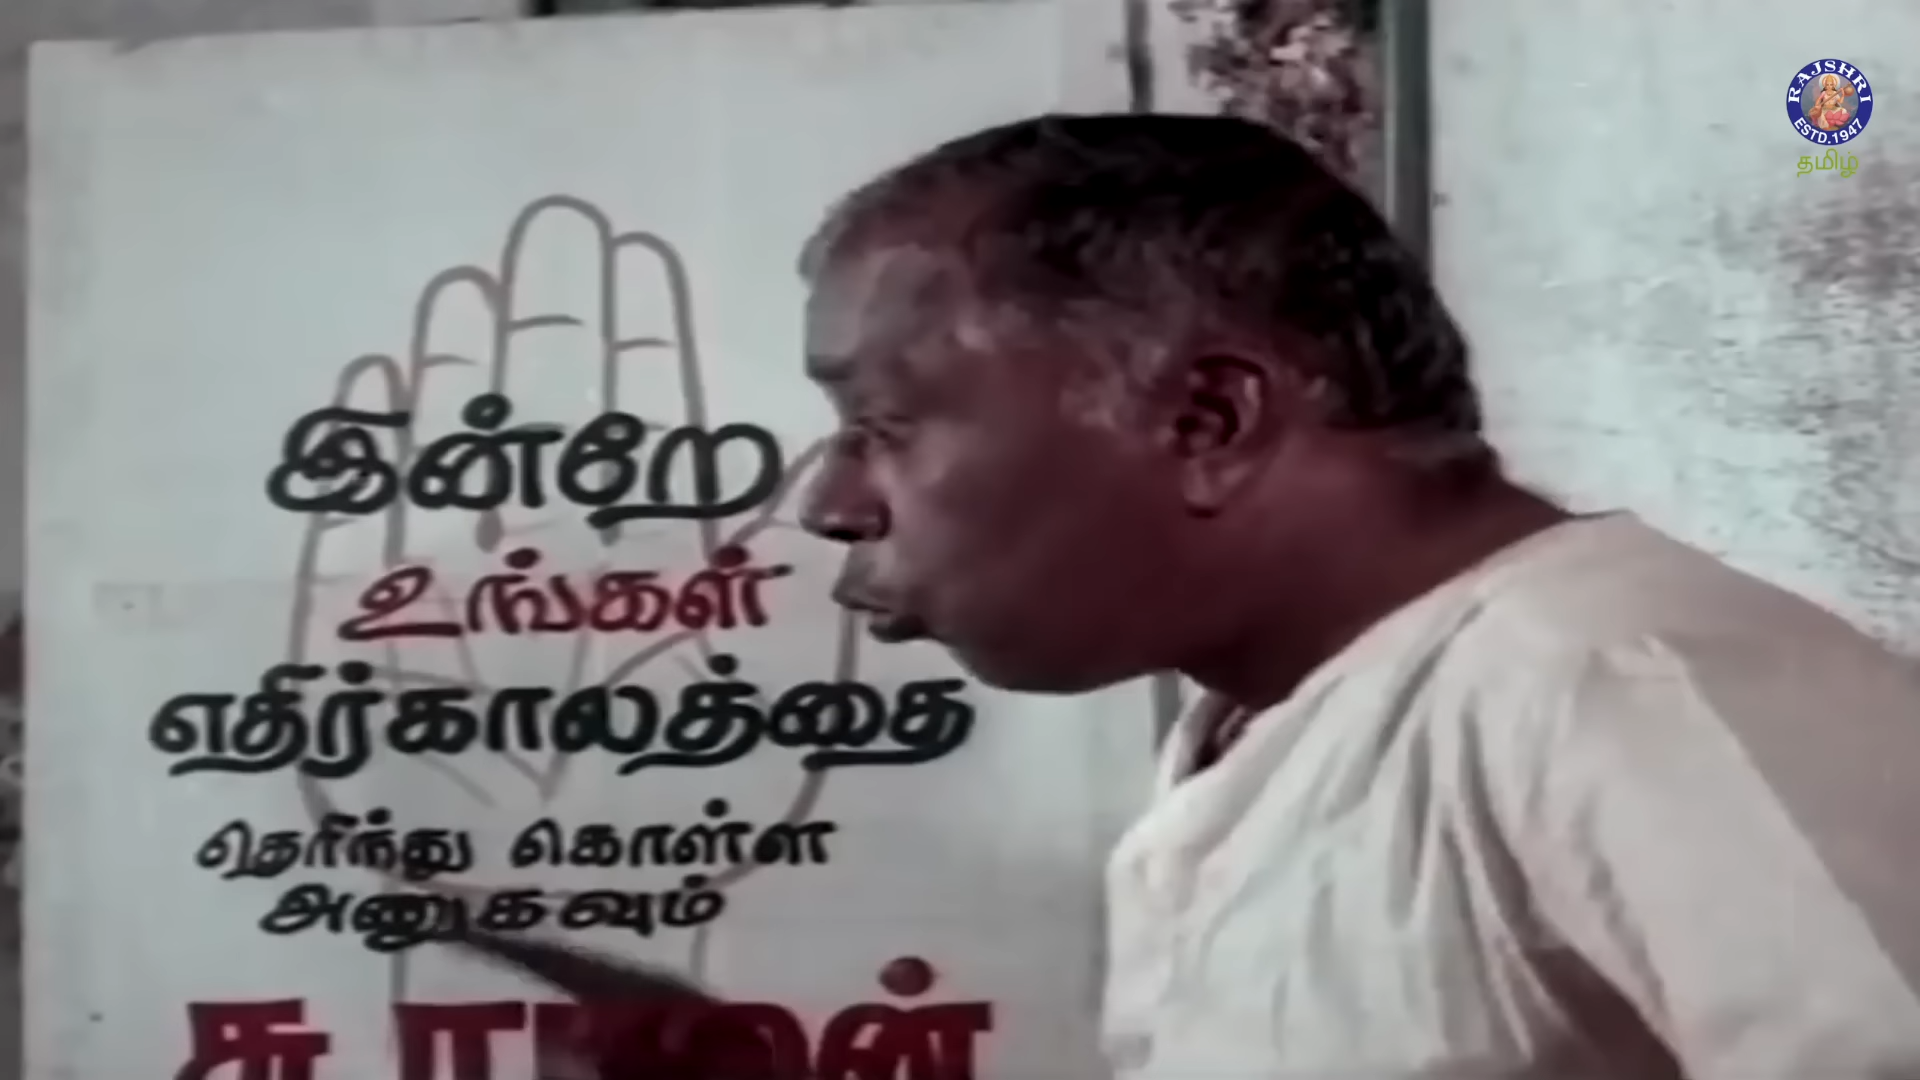 RAJSHRI
ESTD.1947
தமிழ்
இன்றே
உங்கள்
எதிர்காலத்தை
தெரிந்து கொள்ள
அணுகவும்